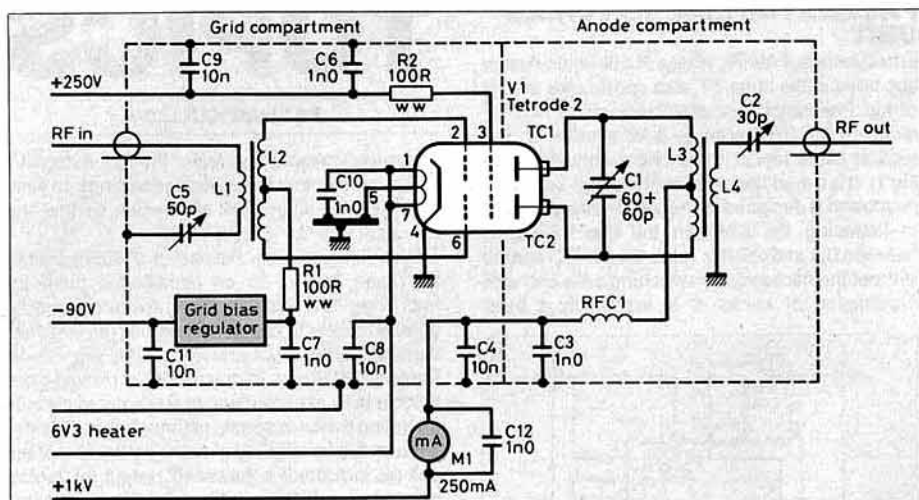 Grid compartment
Anode compartment
+250V
C9
10n
C6
1n0
R2
100R
w w
V1
Tetrode 2
RF in
L1
L2
C5
50p
C10
1n0
1
2
3
4
5
6
7
TC1
TC2
C1
60+
60p
L3
L4
C2
30p
RF out
R1
100R
w w
-90V
Grid bias
regulator
C11
10n
C7
1n0
C8
10n
C4
10n
C3
1n0
RFC1
6V3 heater
mA
M1
250mA
C12
1n0
+1kV